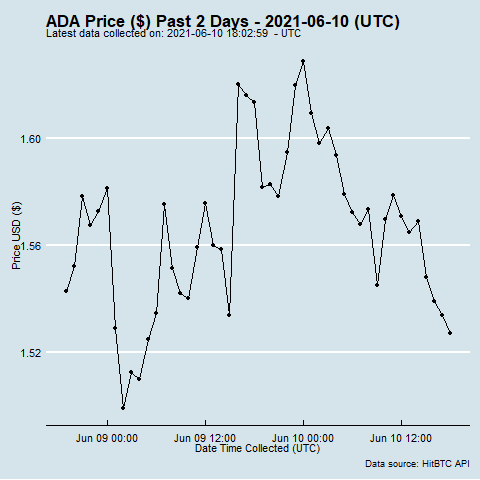 ADA Price ($) Past 2 Days - 2021-06-10 (UTC)
Latest data collected on: 2021-06-10 18:02:59 - UTC
1.60
1.56
1.52
Price USD ($)
Jun 09 00:00
Jun 09 12:00
Jun 10 00:00
Jun 10 12:00
Date Time Collected (UTC)
Data source: HitBTC API